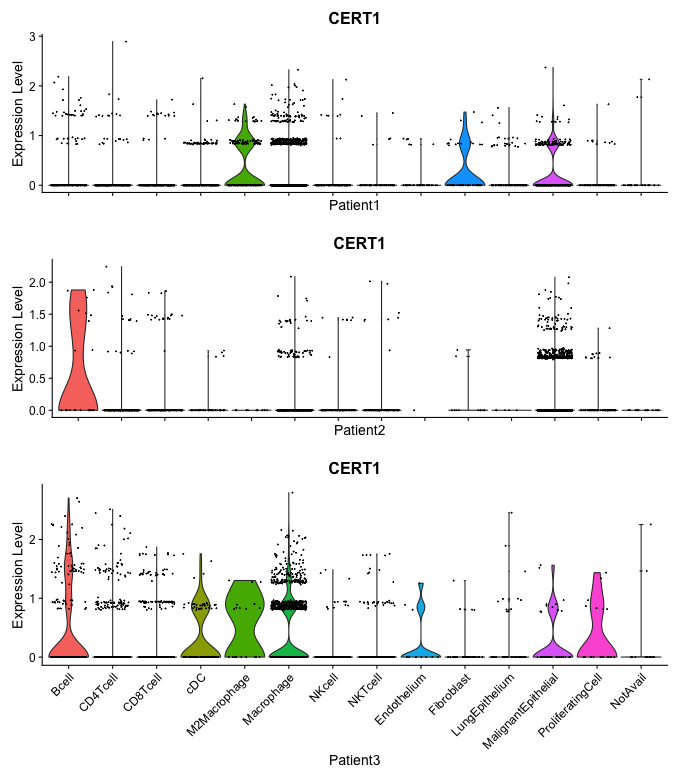 CERT1
Expression Level
3
2
1
0
Patient1
CERT1
Expression Level
2.0
1.5
1.0
0.5
0.0
Patient2
CERT1
Expression Level
2
1
0
Bcell
CD4Tcell
CD8Tcell
cDC
M2Macrophage
Macrophage
NKcell
NKTcell
Endothelium
Fibroblast
LungEpithelium
MalignantEpithelial
ProliferatingCell
NotAvail
Patient3